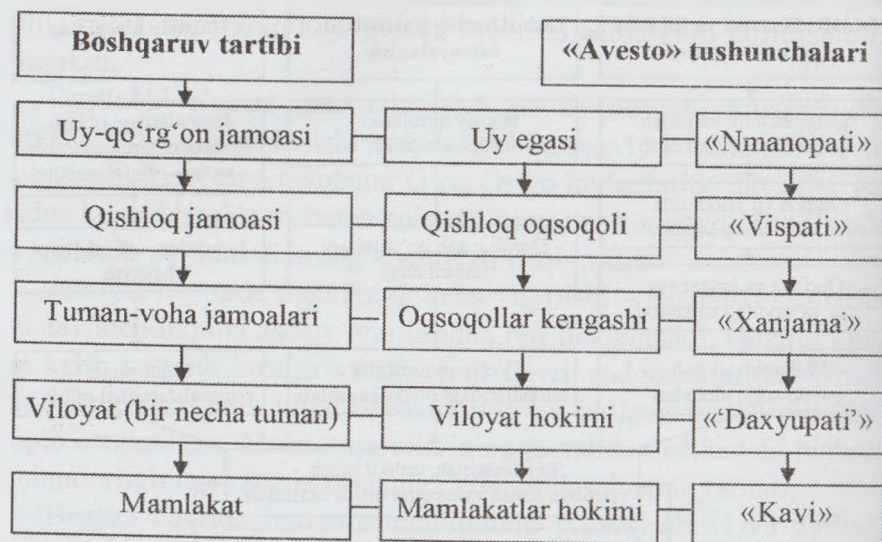 Boshqaruv tartibi
«Avesto» tushunchalari
Uy-qo‘rg‘on jamoasi
Uy egasi
«Nmanopati»
Qishloq jamoasi
Qishloq oqsoqoli
«Vispati»
Tuman-voha jamoalari
Oqsoqollar kengashi
«Xanjama»
Viloyat (bir necha tuman)
Viloyat hokimi
«‘Daxyupati’»
Mamlakat
Mamlakatlar hokimi
«Kavi»